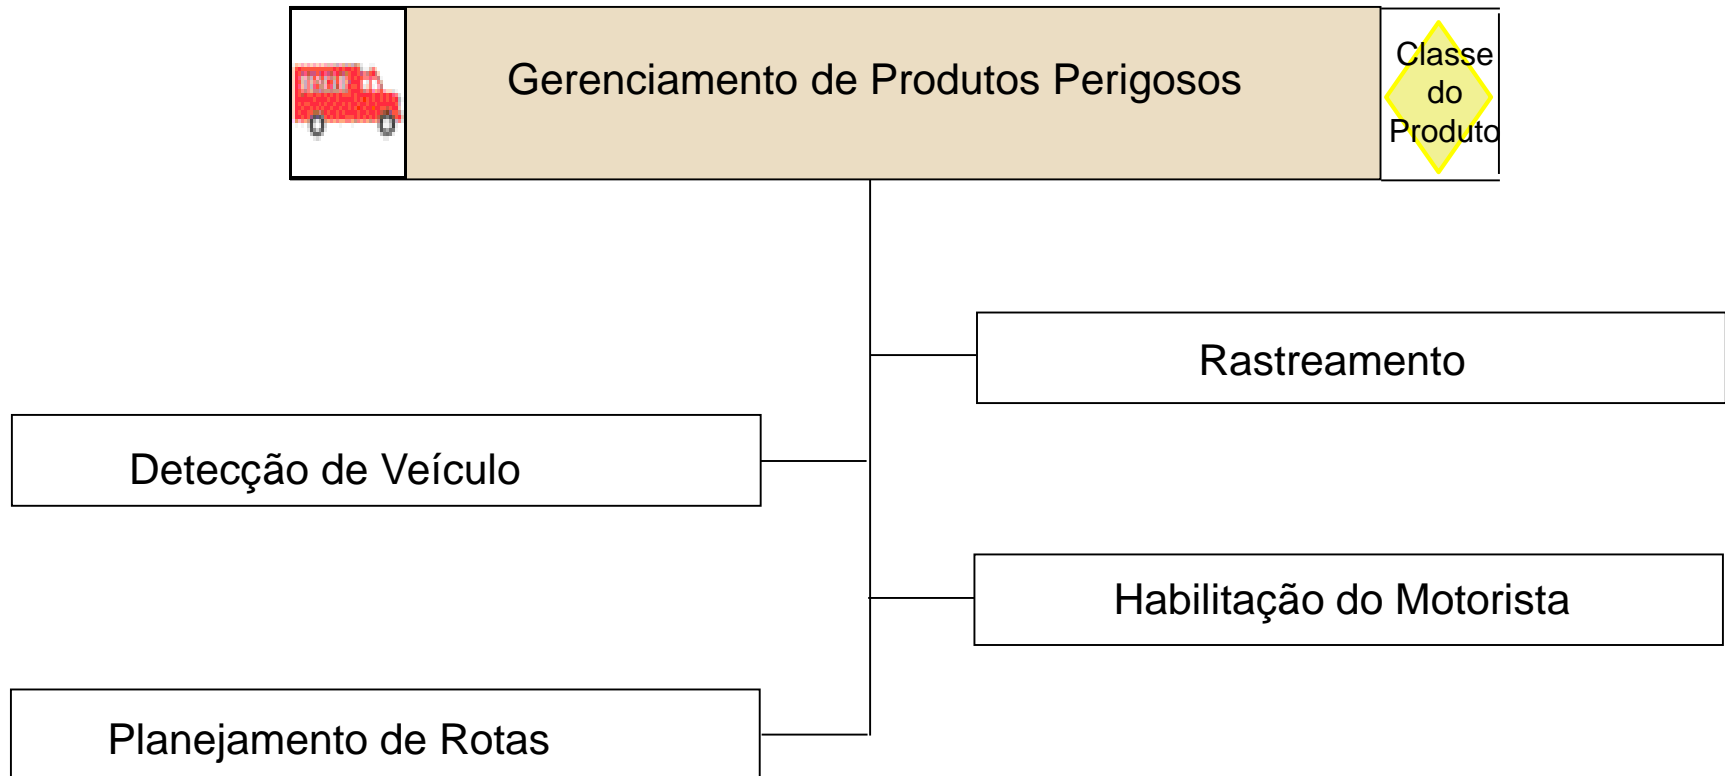 Gerenciamento de Produtos Perigosos
Classe
do
Produto
Rastreamento
Detecção de Veículo
Habilitação do Motorista
Planejamento de Rotas